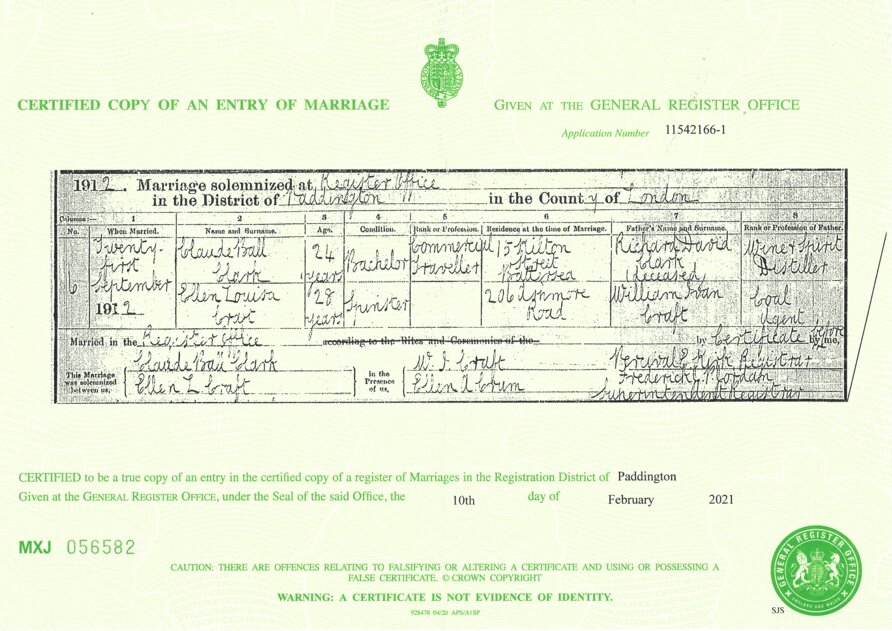 CERTIFIED COPY OF AN ENTRY OF MARRIAGE
GIVEN AT THE GENERAL REGISTER OFFICE
Application Number 11542166-1
1912. Marriage solemnized at Register Office
in the District of Paddington in the County of London
Columns:— 1 2 3 4 5 6 7 8
No. When Married. Name and Surname. Age. Condition. Rank or Profession. Residence at the time of Marriage. Father's Name and Surname. Rank or Profession of Father.
Twenty- Claude Ball 24 Commercial 15 Kilton Richard David Wine & Spirit
first Clark years Bachelor Traveller Street Clark Distiller
Battersea (deceased)
6 September Ellen Louisa 28 Spinster 206 Ashmore William Ivan Coal
1912 Craft years Road Craft Agent
Married in the Register Office according to the Rites and Ceremonies of the by Certificate before by me,
This Marriage was solemnized between us, Claude Ball Clark in the Presence of us, W. I. Craft Percival Registrar
Ellen L. Craft Ellen A. Crum Frederick Jordan
Superintendent Registrar
CERTIFIED to be a true copy of an entry in the certified copy of a register of Marriages in the Registration District of Paddington
Given at the GENERAL REGISTER OFFICE, under the Seal of the said Office, the 10th day of February 2021
MXJ 056582
CAUTION: THERE ARE OFFENCES RELATING TO FALSIFYING OR ALTERING A CERTIFICATE AND USING OR POSSESSING A
FALSE CERTIFICATE. © CROWN COPYRIGHT
WARNING: A CERTIFICATE IS NOT EVIDENCE OF IDENTITY.
928478 04/20 APS/A1SP
GENERAL REGISTER OFFICE
ENGLAND AND WALES
SJS